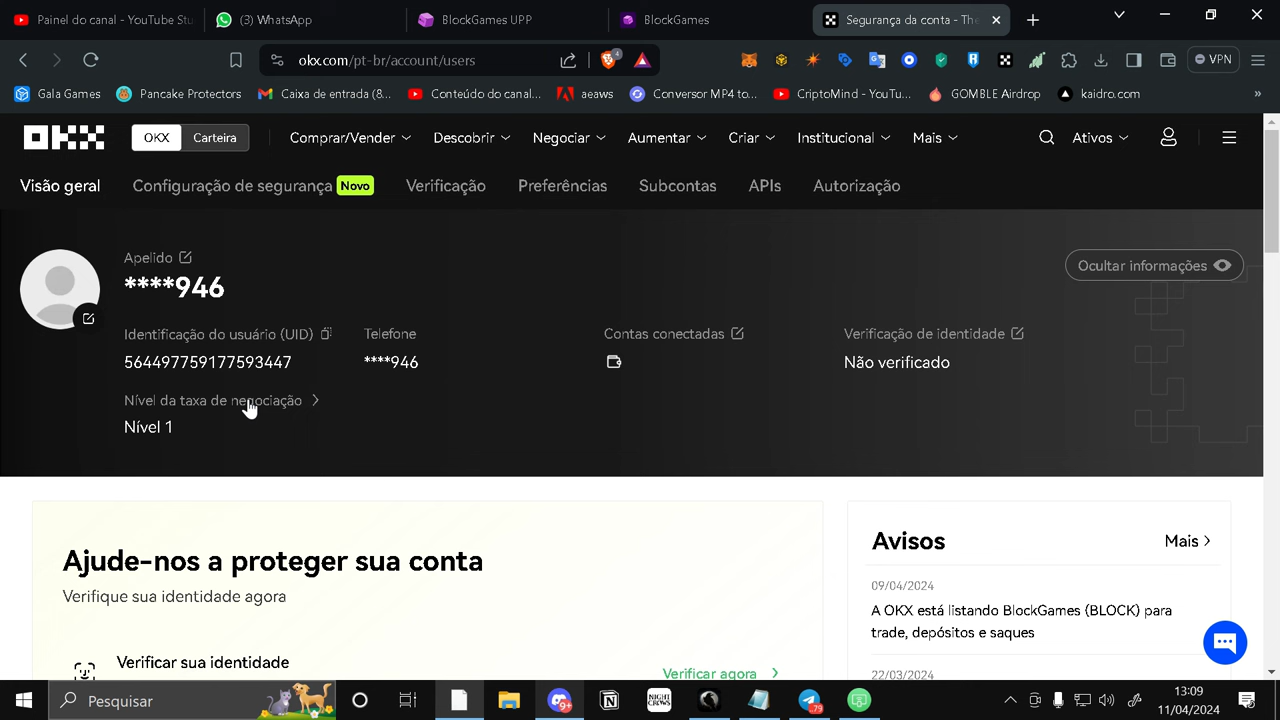 Painel do canal - YouTube Stu
(3) WhatsApp
BlockGames UPP
BlockGames
Segurança da conta - The
okx.com/pt-br/account/users
4
VPN
Gala Games
Pancake Protectors
Caixa de entrada (8...
Conteúdo do canal...
aeaws
Conversor MP4 to...
CriptoMind - YouTu...
GOMBLE Airdrop
kaidro.com
»
OKX
OKX
Carteira
Comprar/Vender
Descobrir
Negociar
Aumentar
Criar
Institucional
Mais
Ativos
Visão geral
Configuração de segurança
Novo
Verificação
Preferências
Subcontas
APIs
Autorização
Apelido
****946
Ocultar informações
Identificação do usuário (UID)
Telefone
Contas conectadas
Verificação de identidade
564497759177593447
****946
Não verificado
Nível da taxa de negociação
Nível 1
Ajude-nos a proteger sua conta
Verifique sua identidade agora
Verificar sua identidade
Verificar agora
Avisos
Mais
09/04/2024
A OKX está listando BlockGames (BLOCK) para
trade, depósitos e saques
22/03/2024
Pesquisar
9+
NIGHT
CROWS
79
13:09
11/04/2024